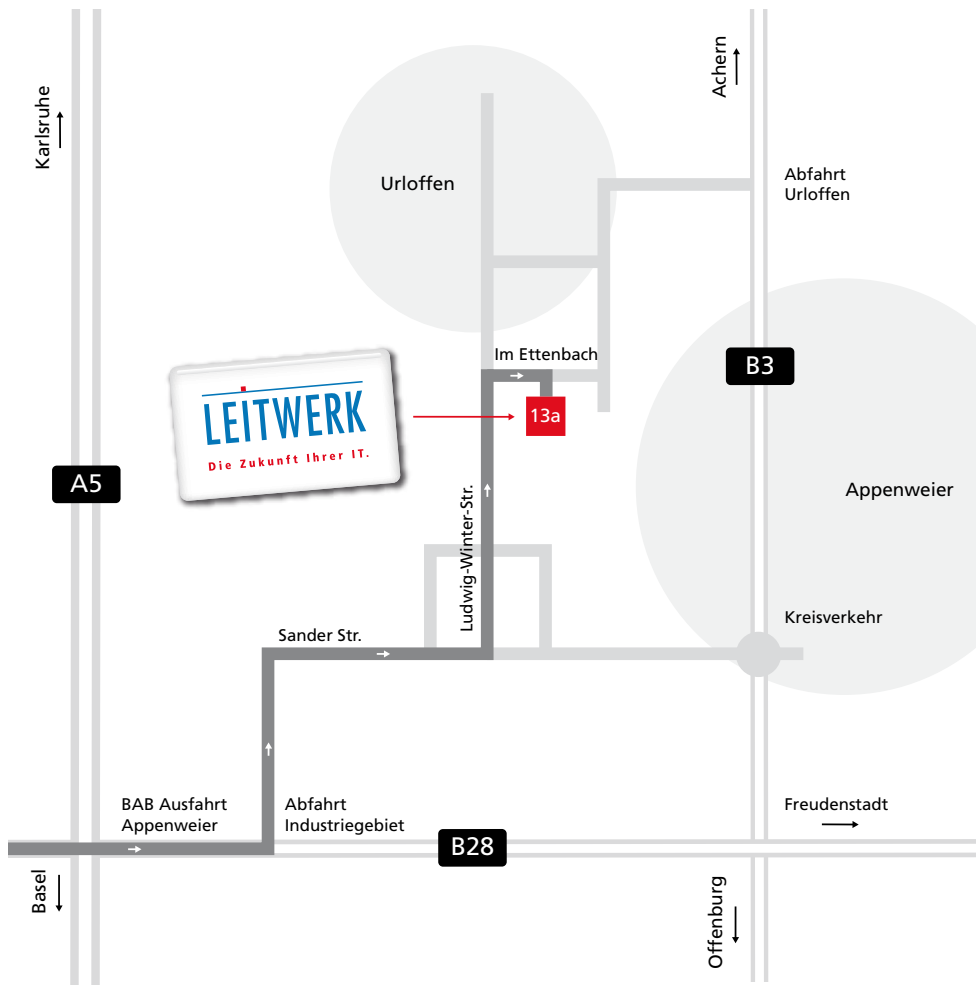 Achern
Karlsruhe
Urloffen
Abfahrt
Urloffen
Im Ettenbach
B3
LEITWERK
Die Zukunft Ihrer IT.
13a
A5
Appenweier
Ludwig-Winter-Str.
Kreisverkehr
Sander Str.
BAB Ausfahrt
Appenweier
Abfahrt
Industriegebiet
Freudenstadt
B28
Basel
Offenburg